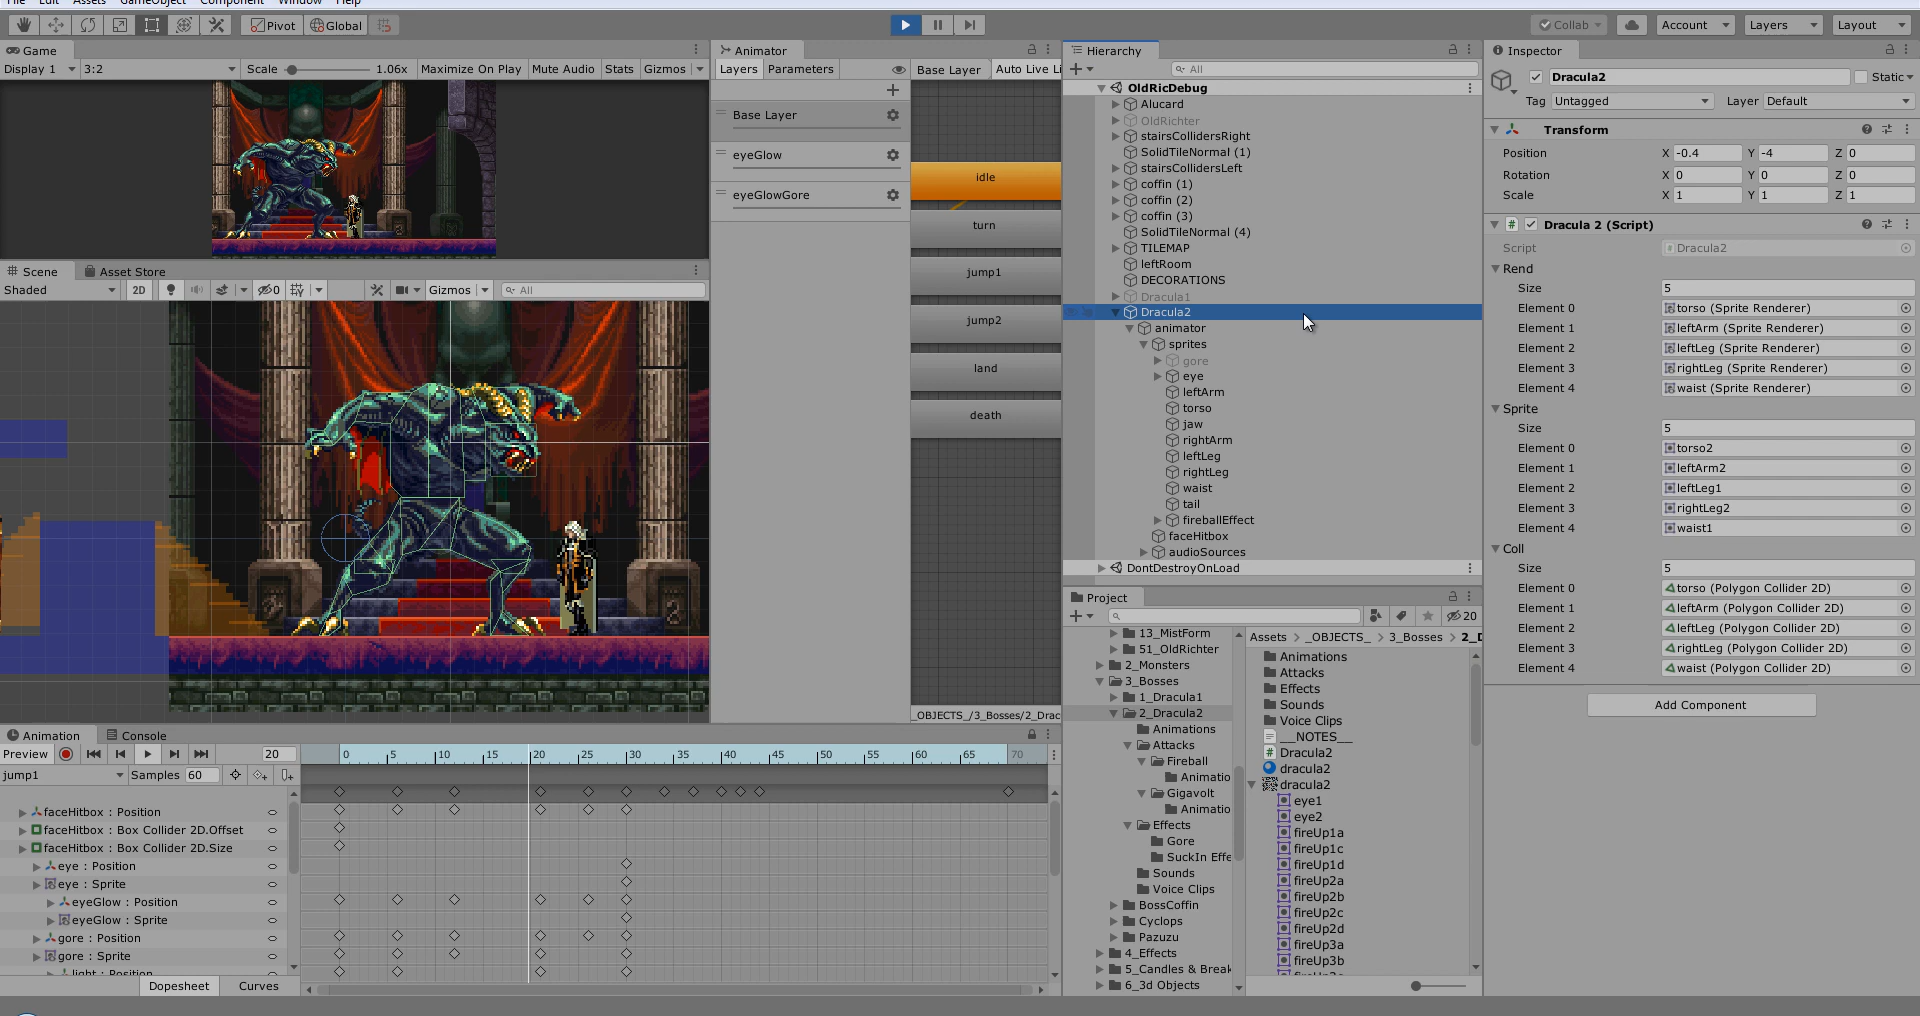 File Edit Assets GameObject Component Window Help
Pivot Global Collab Account Layers Layout
Game
Display 1 3:2 Scale 1.06x Maximize On Play Mute Audio Stats Gizmos
Scene Asset Store
Shaded 2D 0 Gizmos All
Animator
Layers Parameters Base Layer Auto Live Li
Base Layer
eyeGlow
eyeGlowGore
idle
turn
jump1
jump2
land
death
_OBJECTS_/3_Bosses/2_Drac
Hierarchy
All
OldRicDebug
Alucard
OldRichter
stairsCollidersRight
SolidTileNormal (1)
stairsCollidersLeft
coffin (1)
coffin (2)
coffin (3)
SolidTileNormal (4)
TILEMAP
leftRoom
DECORATIONS
Dracula1
Dracula2
animator
sprites
gore
eye
leftArm
torso
jaw
rightArm
leftLeg
rightLeg
waist
tail
fireballEffect
faceHitbox
audioSources
DontDestroyOnLoad
Project
20
13_MistForm
51_OldRichter
2_Monsters
3_Bosses
1_Dracula1
2_Dracula2
Animations
Attacks
Fireball
Animatio
Gigavolt
Animatio
Effects
Gore
SuckIn Effe
Sounds
Voice Clips
BossCoffin
Cyclops
Pazuzu
4_Effects
5_Candles & Break
6_3d Objects
Assets > _OBJECTS_ > 3_Bosses > 2_D
Animations
Attacks
Effects
Sounds
Voice Clips
__NOTES__
Dracula2
dracula2
dracula2
eye1
eye2
fireUp1a
fireUp1c
fireUp1d
fireUp2a
fireUp2b
fireUp2c
fireUp2d
fireUp3a
fireUp3b
Inspector
Dracula2 Static
Tag Untagged Layer Default
Transform
Position X -0.4 Y -4 Z 0
Rotation X 0 Y 0 Z 0
Scale X 1 Y 1 Z 1
Dracula 2 (Script)
Script Dracula2
Rend
Size 5
Element 0 torso (Sprite Renderer)
Element 1 leftArm (Sprite Renderer)
Element 2 leftLeg (Sprite Renderer)
Element 3 rightLeg (Sprite Renderer)
Element 4 waist (Sprite Renderer)
Sprite
Size 5
Element 0 torso2
Element 1 leftArm2
Element 2 leftLeg1
Element 3 rightLeg2
Element 4 waist1
Coll
Size 5
Element 0 torso (Polygon Collider 2D)
Element 1 leftArm (Polygon Collider 2D)
Element 2 leftLeg (Polygon Collider 2D)
Element 3 rightLeg (Polygon Collider 2D)
Element 4 waist (Polygon Collider 2D)
Add Component
Animation Console
Preview 20 0 5 10 15 20 25 30 35 40 45 50 55 60 65 70
jump1 Samples 60
faceHitbox : Position
faceHitbox : Box Collider 2D.Offset
faceHitbox : Box Collider 2D.Size
eye : Position
eye : Sprite
eyeGlow : Position
eyeGlow : Sprite
gore : Position
gore : Sprite
light : Position
Dopesheet Curves